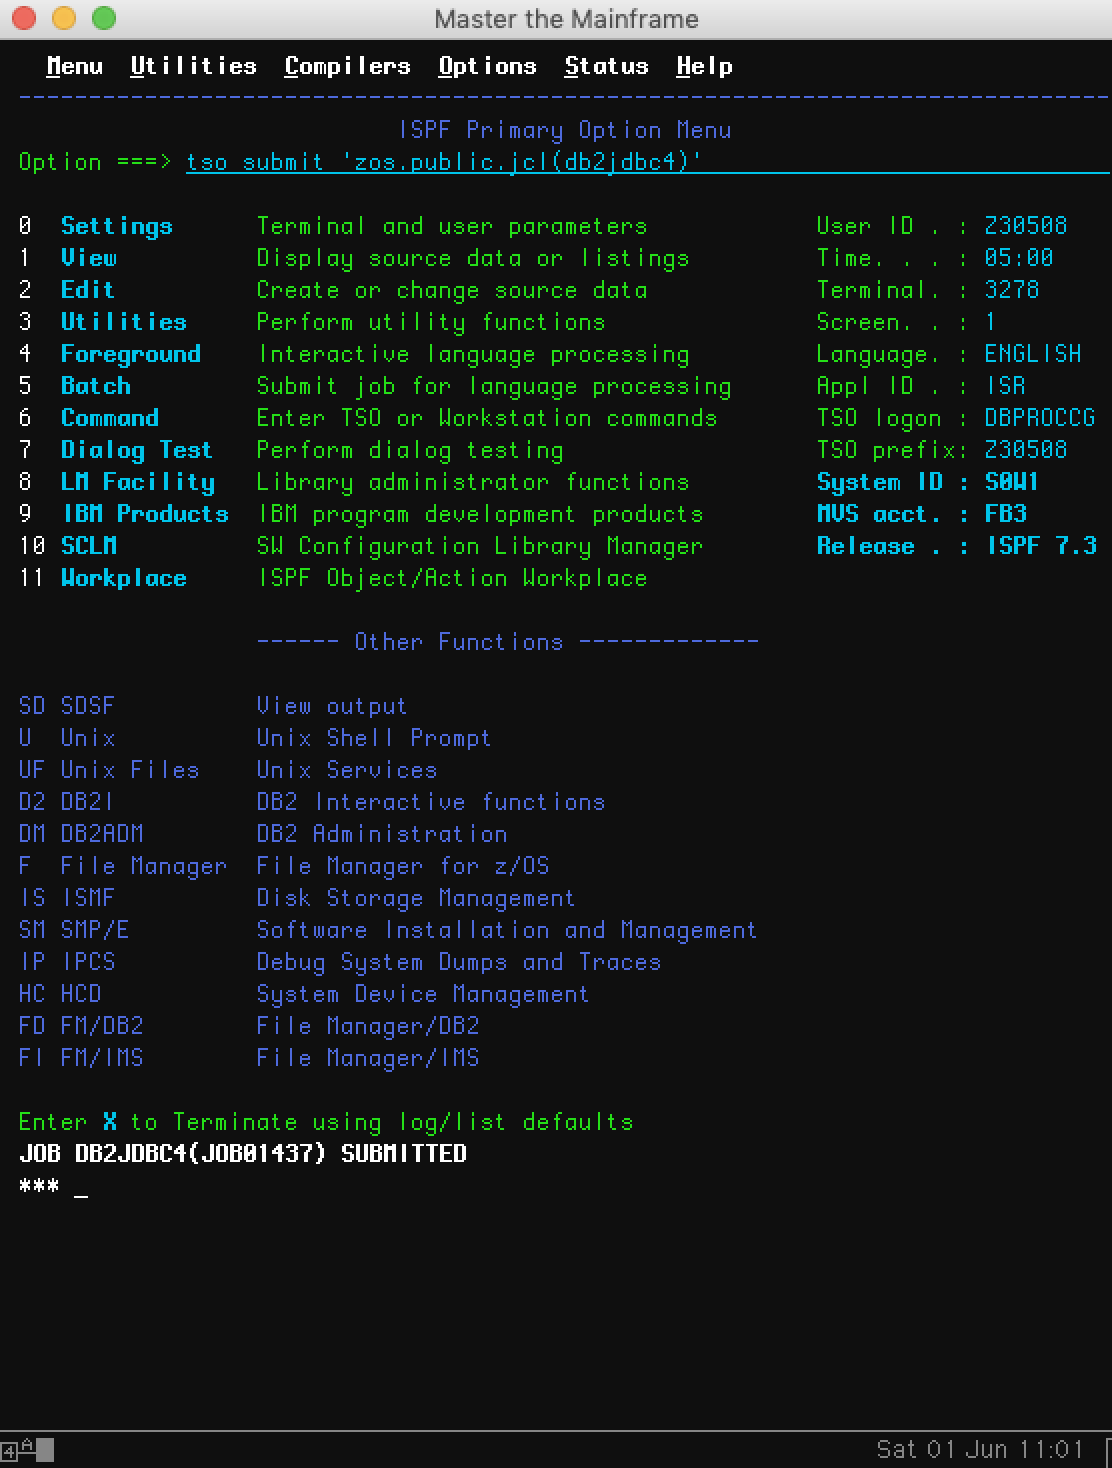 Master the Mainframe
Menu Utilities Compilers Options Status Help
ISPF Primary Option Menu
Option ===> tso submit 'zos.public.jcl(db2jdbc4)'
0 Settings Terminal and user parameters User ID . : Z30508
1 View Display source data or listings Time. . . : 05:00
2 Edit Create or change source data Terminal. : 3278
3 Utilities Perform utility functions Screen. . : 1
4 Foreground Interactive language processing Language. : ENGLISH
5 Batch Submit job for language processing Appl ID . : ISR
6 Command Enter TSO or Workstation commands TSO logon : DBPROCCG
7 Dialog Test Perform dialog testing TSO prefix: Z30508
8 LM Facility Library administrator functions System ID : S0W1
9 IBM Products IBM program development products MVS acct. : FB3
10 SCLM SW Configuration Library Manager Release . : ISPF 7.3
11 Workplace ISPF Object/Action Workplace
------ Other Functions -------------
SD SDSF View output
U Unix Unix Shell Prompt
UF Unix Files Unix Services
D2 DB2I DB2 Interactive functions
DM DB2ADM DB2 Administration
F File Manager File Manager for z/OS
IS ISMF Disk Storage Management
SM SMP/E Software Installation and Management
IP IPCS Debug System Dumps and Traces
HC HCD System Device Management
FD FM/DB2 File Manager/DB2
FI FM/IMS File Manager/IMS
Enter X to Terminate using log/list defaults
JOB DB2JDBC4(JOB01437) SUBMITTED
*** _
4 A Sat 01 Jun 11:01